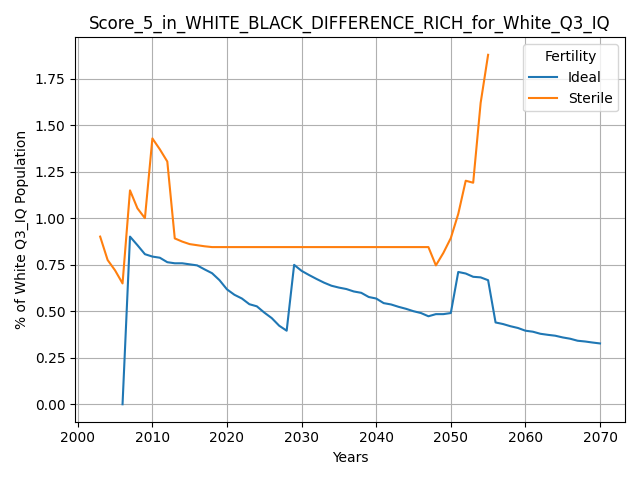 Score_5_in_WHITE_BLACK_DIFFERENCE_RICH_for_White_Q3_IQ
Fertility
Ideal
Sterile
1.75
1.50
1.25
1.00
0.75
0.50
0.25
0.00
% of White Q3_IQ Population
2000 2010 2020 2030 2040 2050 2060 2070
Years